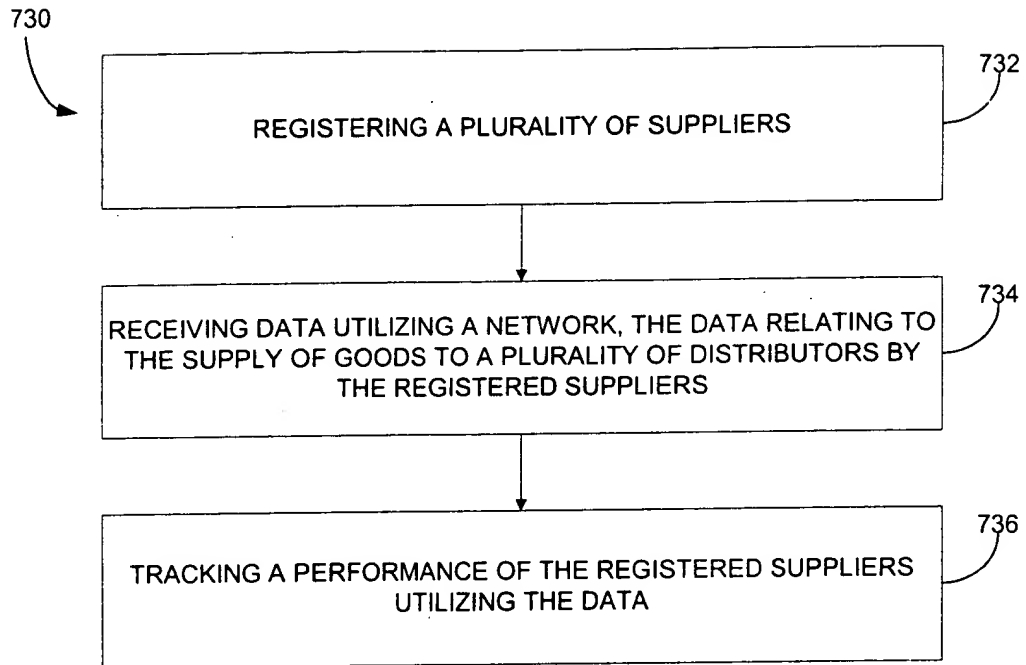 730
732
REGISTERING A PLURALITY OF SUPPLIERS
734
RECEIVING DATA UTILIZING A NETWORK, THE DATA RELATING TO
THE SUPPLY OF GOODS TO A PLURALITY OF DISTRIBUTORS BY
THE REGISTERED SUPPLIERS
736
TRACKING A PERFORMANCE OF THE REGISTERED SUPPLIERS
UTILIZING THE DATA